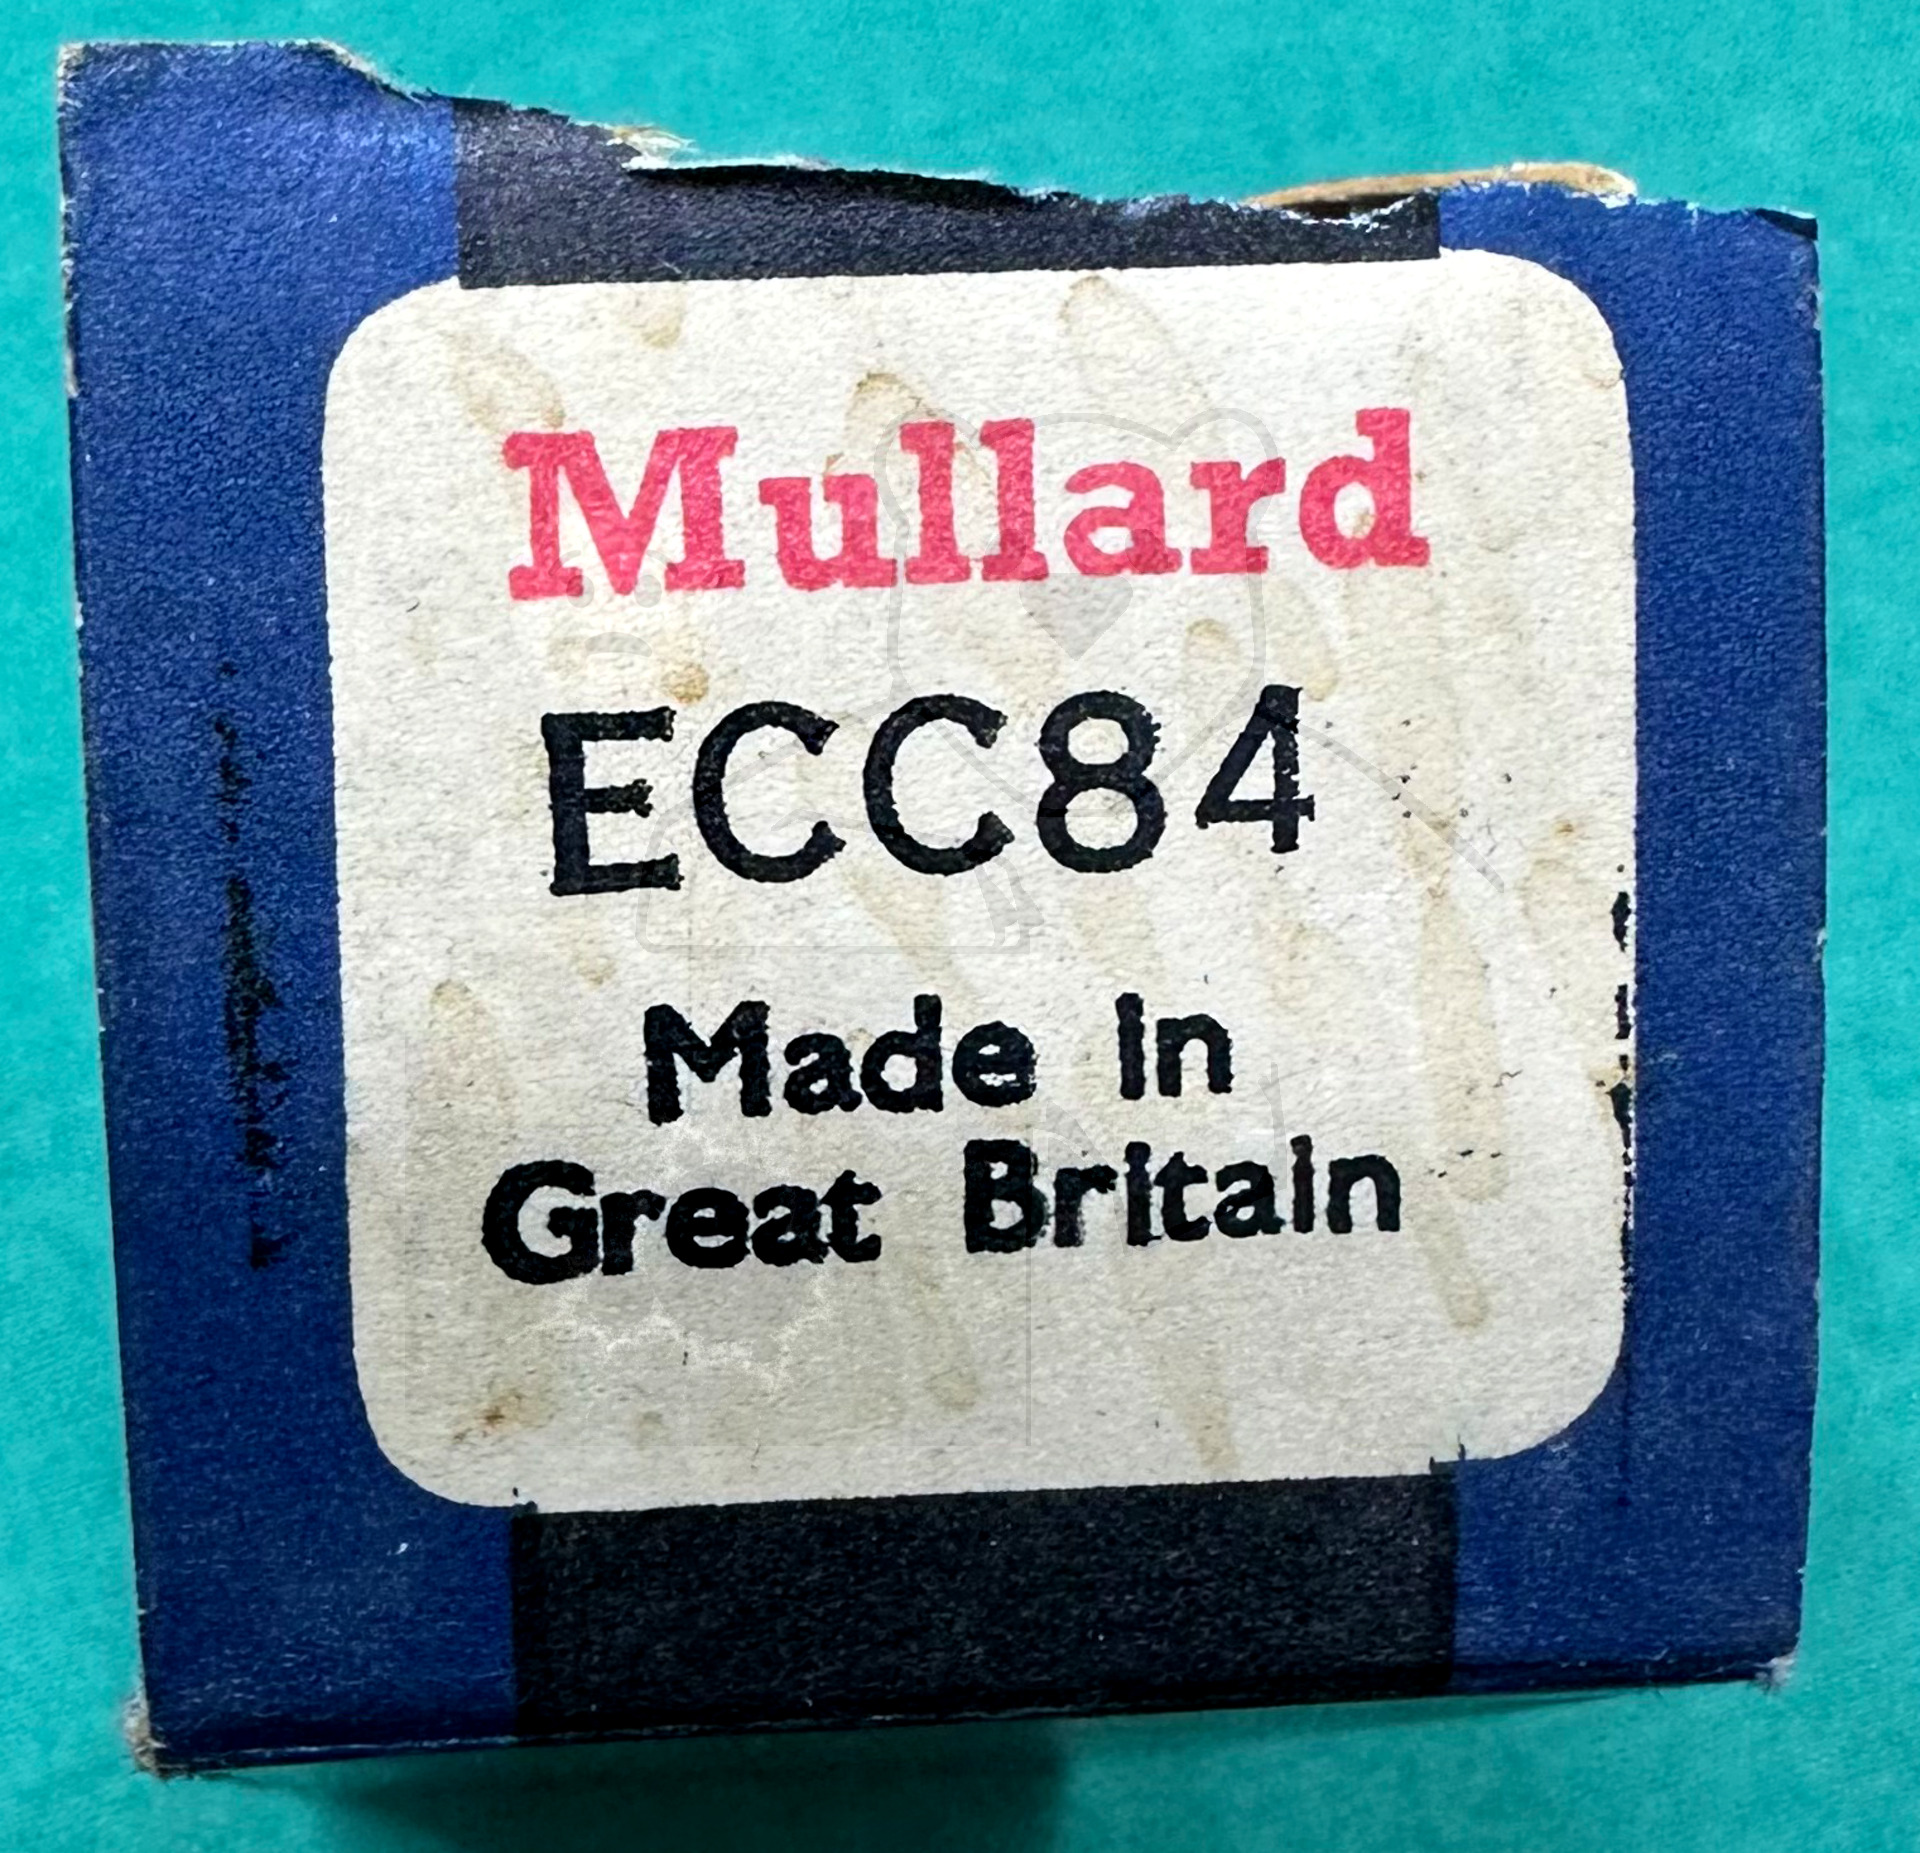 Mullard
ECC84
Made in
Great Britain